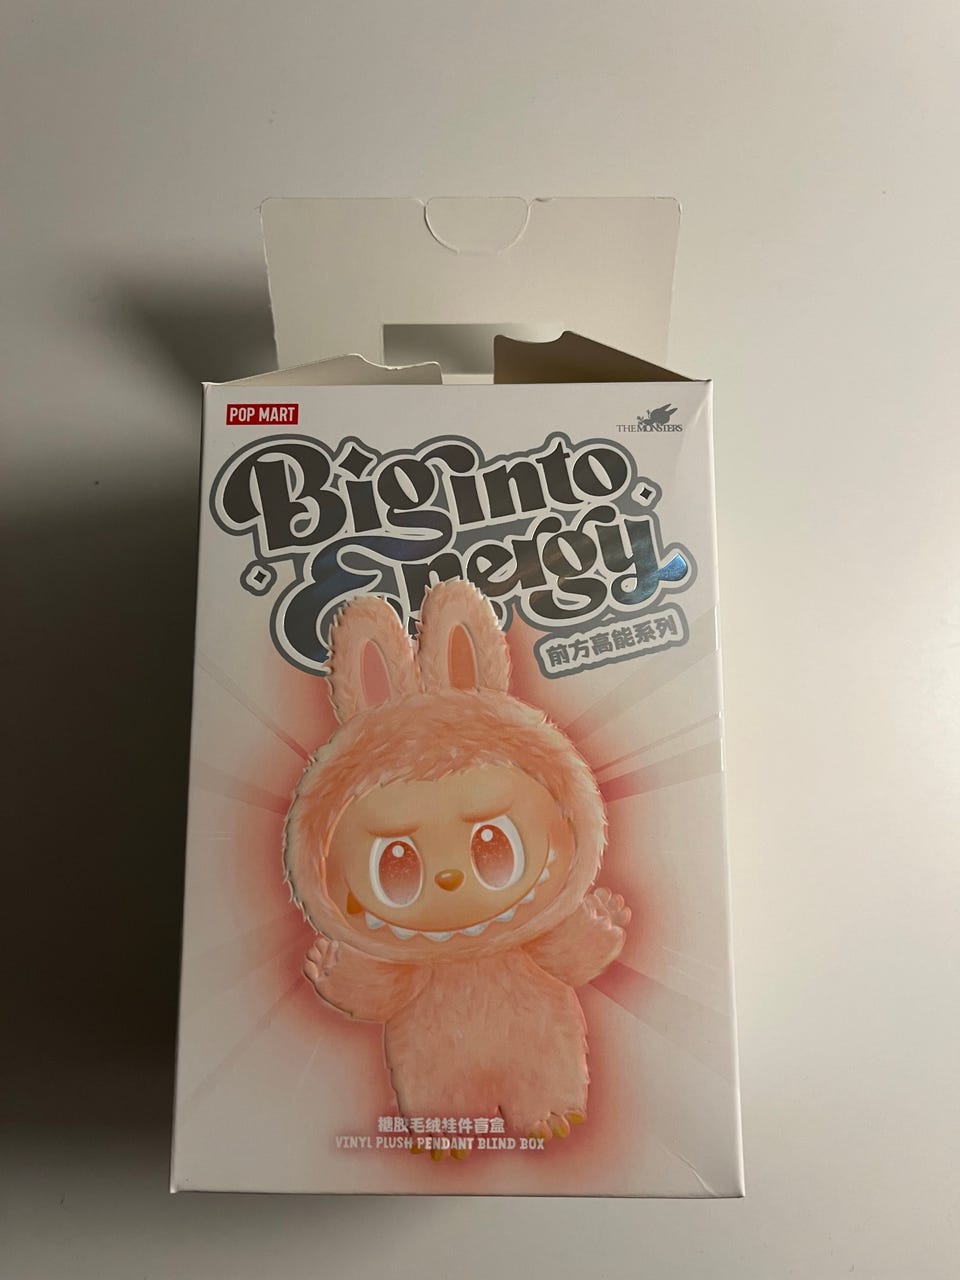 POP MART
THE MONSTERS
Big into
Energy
前方高能系列
搪胶毛绒挂件盲盒
VINYL PLUSH PENDANT BLIND BOX